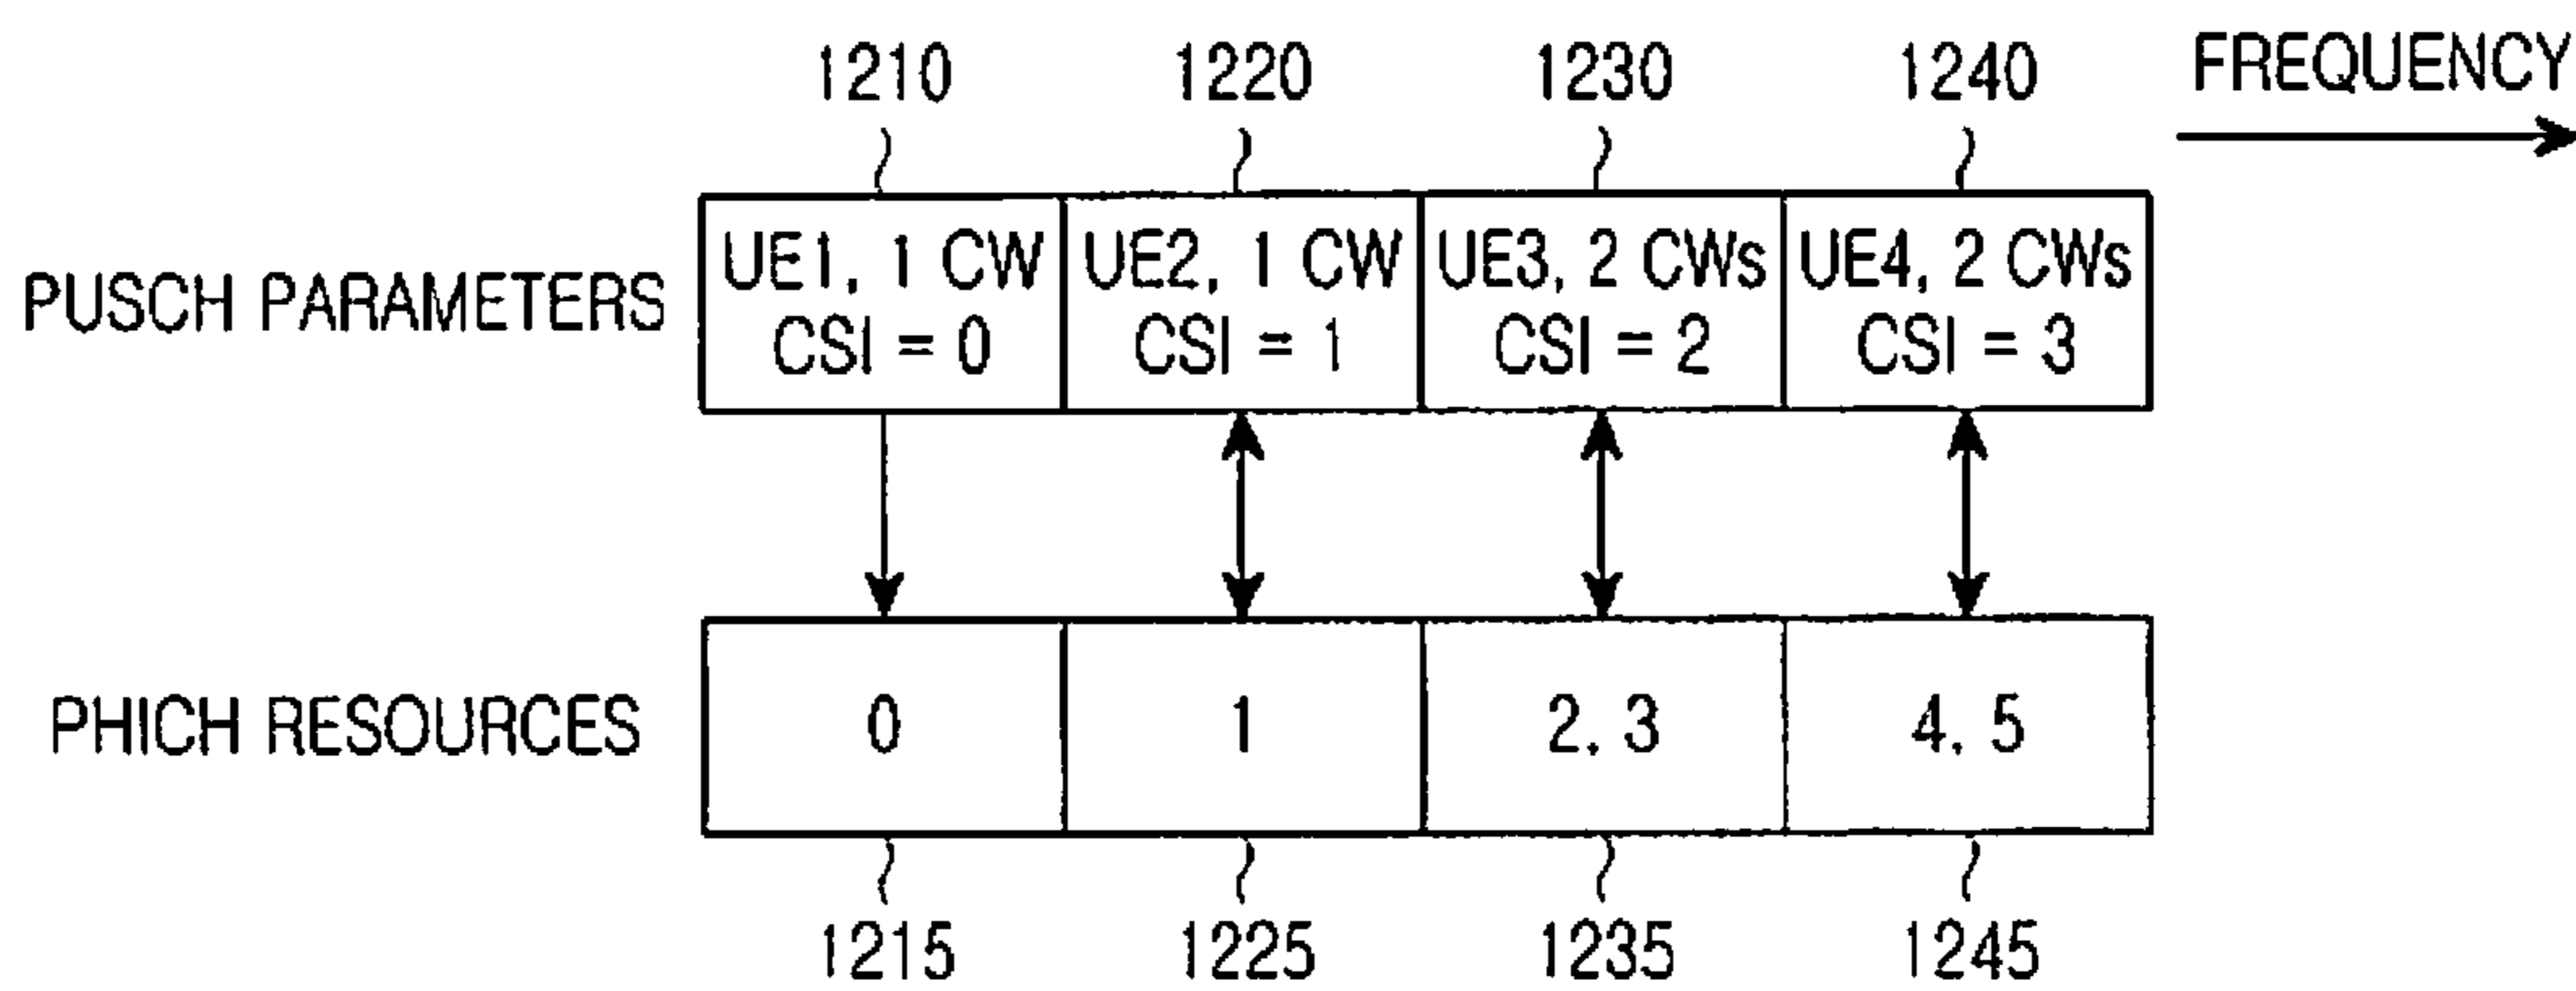 1210 1220 1230 1240 FREQUENCY
PUSCH PARAMETERS
UE1, 1 CW
CSI = 0
UE2, 1 CW
CSI = 1
UE3, 2 CWs
CSI = 2
UE4, 2 CWs
CSI = 3
PHICH RESOURCES
0 1 2, 3 4, 5
1215 1225 1235 1245